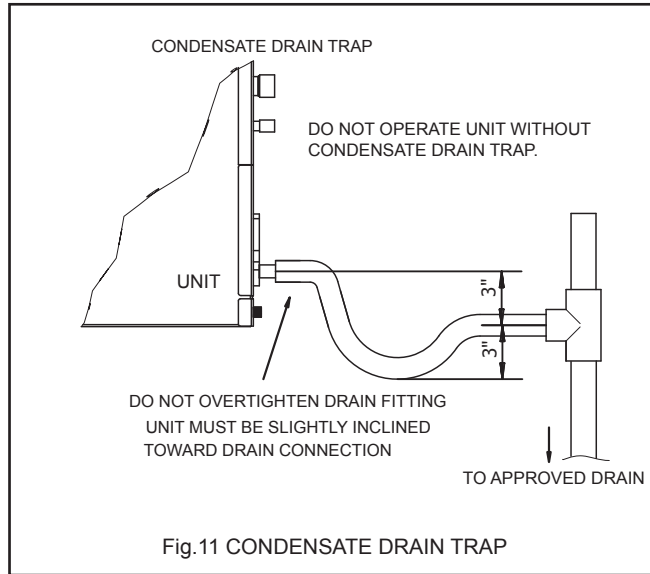 CONDENSATE DRAIN TRAP
DO NOT OPERATE UNIT WITHOUT
CONDENSATE DRAIN TRAP.
UNIT
3"
3"
DO NOT OVERTIGHTEN DRAIN FITTING
UNIT MUST BE SLIGHTLY INCLINED
TOWARD DRAIN CONNECTION
TO APPROVED DRAIN
Fig.11 CONDENSATE DRAIN TRAP